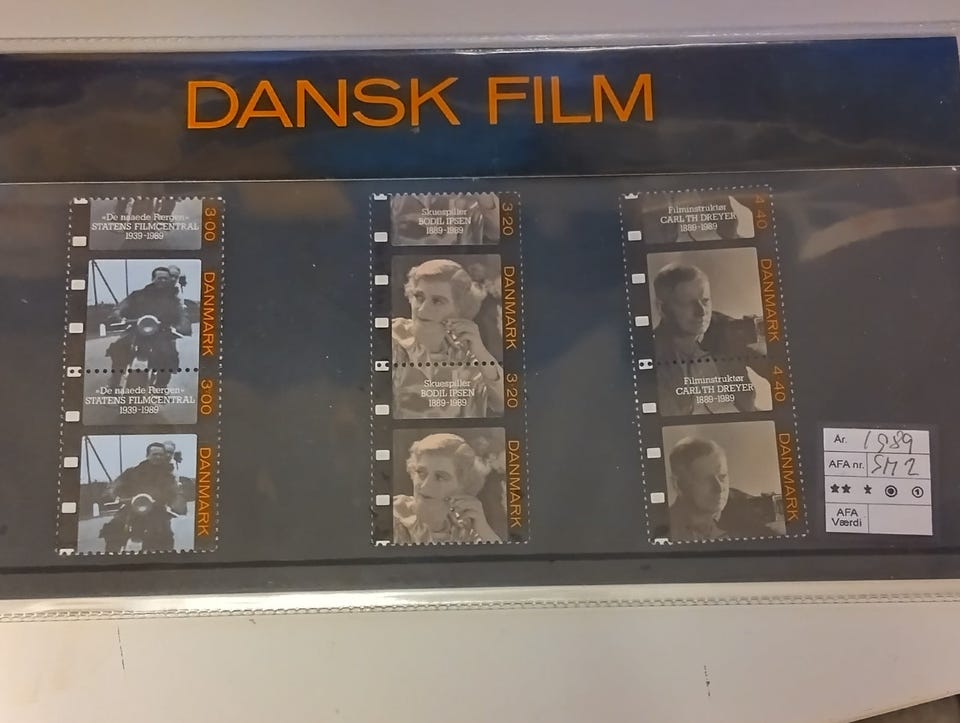 DANSK FILM
»De naaede Færgen«
STATENS FILMCENTRAL
1939-1989
3·00
DANMARK
»De naaede Færgen«
STATENS FILMCENTRAL
1939-1989
3·00
DANMARK
Skuespiller
BODIL IPSEN
1889-1989
3·20
DANMARK
Skuespiller
BODIL IPSEN
1889-1989
3·20
DANMARK
Filminstruktør
CARL TH DREYER
1889-1989
4·40
DANMARK
Filminstruktør
CARL TH DREYER
1889-1989
4·40
DANMARK
År. 1989
AFA nr. SM 2
1
AFA
Værdi